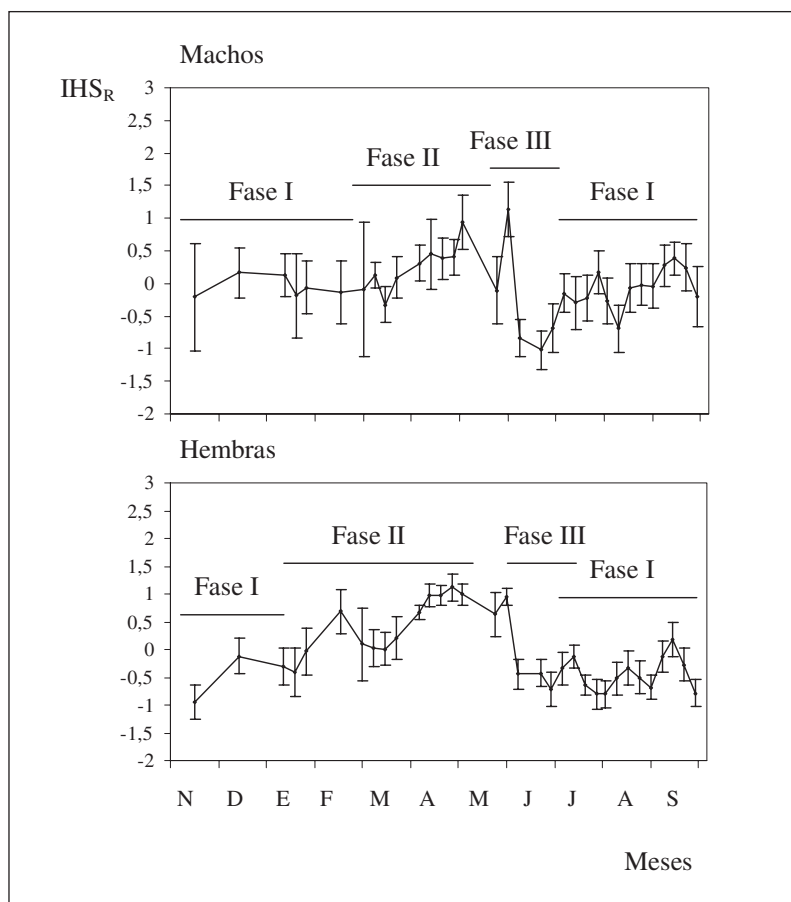 Machos
IHSR
3
2,5
2
1,5
1
0,5
0
-0,5
-1
-1,5
-2
Fase I
Fase II
Fase III
Fase I
Hembras
3
2,5
2
1,5
1
0,5
0
-0,5
-1
-1,5
-2
Fase I
Fase II
Fase III
Fase I
N D E F M A M J J A S
Meses